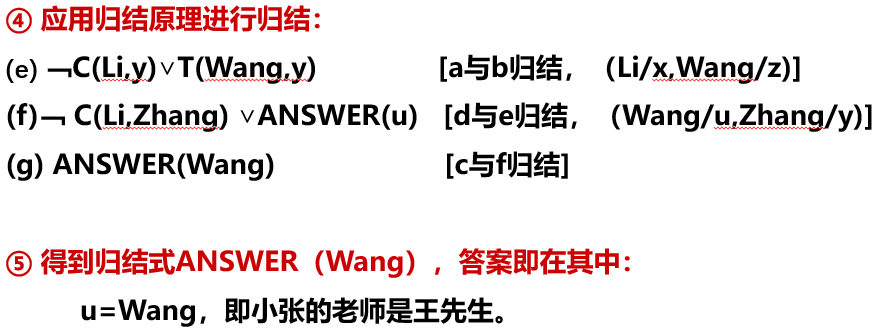 ④ 应用归结原理进行归结：
(e) ¬C(Li,y)∨T(Wang,y) [a与b归结，（Li/x,Wang/z)]
(f)¬ C(Li,Zhang) ∨ANSWER(u) [d与e归结，（Wang/u,Zhang/y)]
(g) ANSWER(Wang) [c与f归结]
⑤ 得到归结式ANSWER（Wang），答案即在其中：
u=Wang，即小张的老师是王先生。